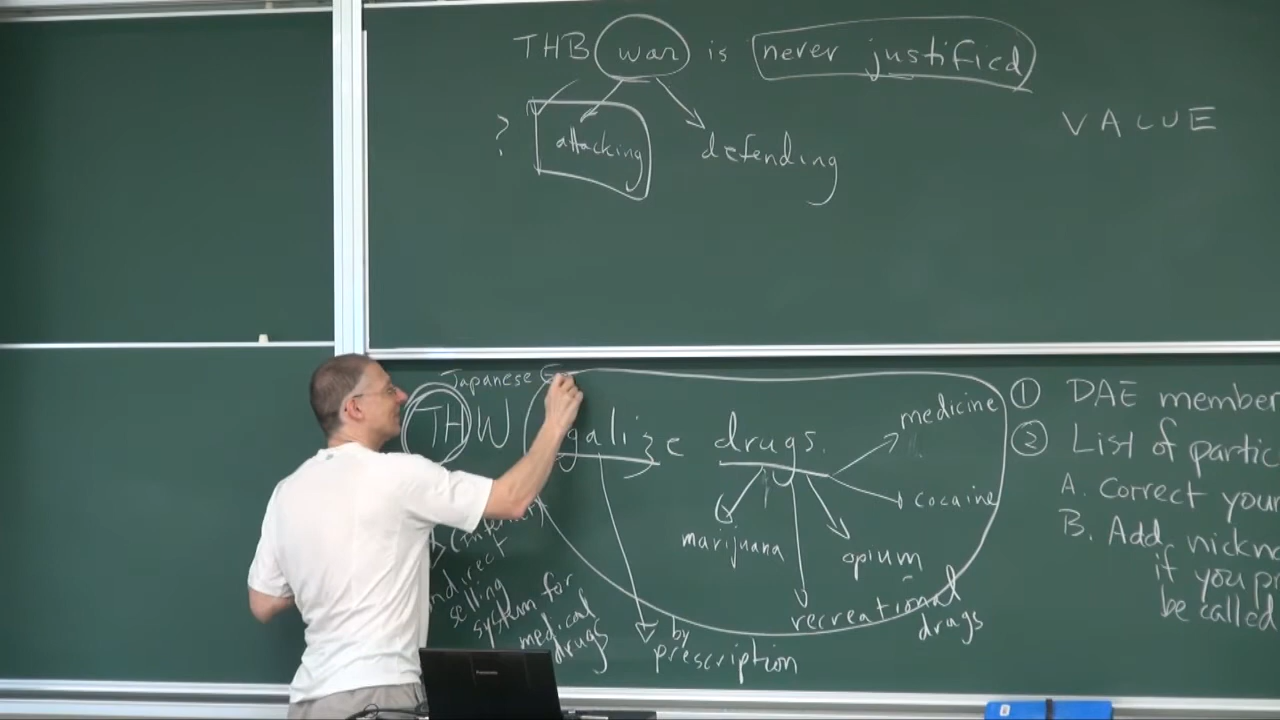 THB war is never justified
VALUE
? attacking defending
Japanese G
THW legalize drugs.
medicine
cocaine
marijuana
opium
recreational
drugs
by
prescription
indirect
selling
system for
medical
drugs
① DAE member
② List of partic
A. Correct your
B. Add nickn
if you p
be called
Panasonic